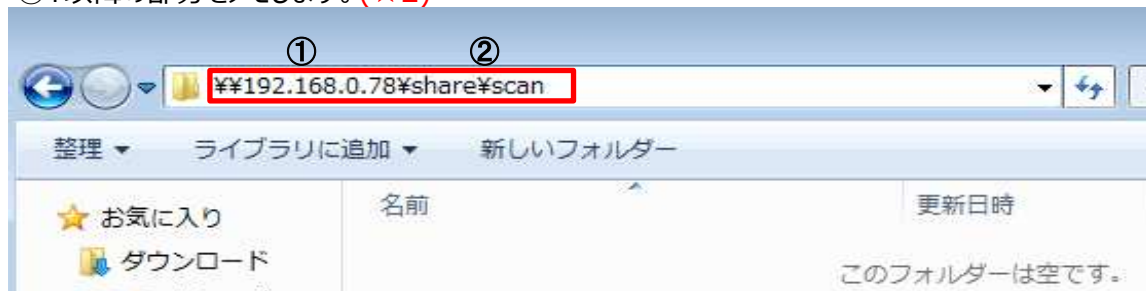 ① ②
¥¥192.168.0.78¥share¥scan
整理 ライブラリに追加 新しいフォルダー
名前 更新日時
お気に入り
ダウンロード
このフォルダーは空です。